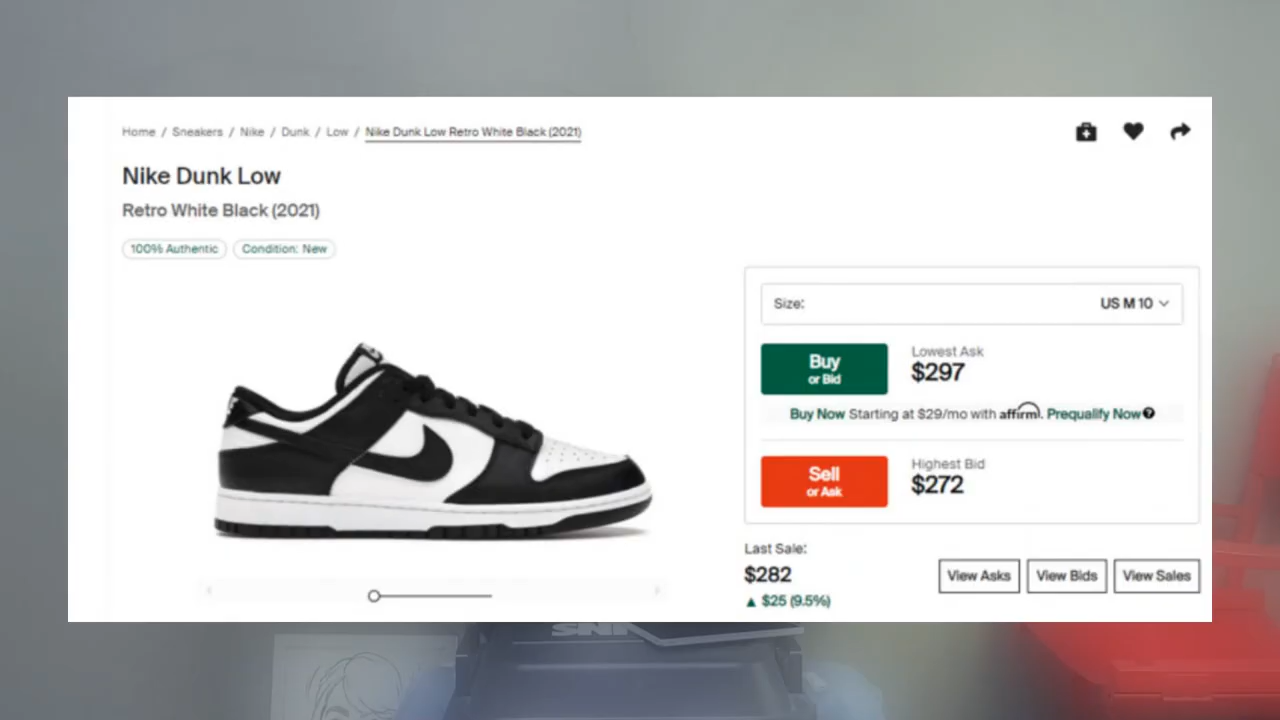 Home / Sneakers / Nike / Dunk / Low / Nike Dunk Low Retro White Black (2021)
Nike Dunk Low
Retro White Black (2021)
100% Authentic
Condition: New
Size:
US M 10
Buy
or Bid
Lowest Ask
$297
Buy Now Starting at $29/mo with affirm. Prequalify Now
Sell
or Ask
Highest Bid
$272
Last Sale:
$282
▲ $25 (9.5%)
View Asks
View Bids
View Sales